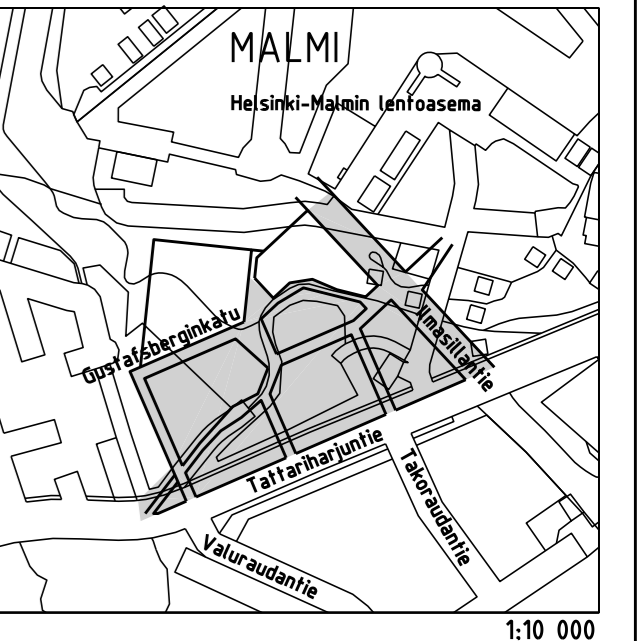 MALMI
Helsinki-Malmin lentoasema
Gustafsberginkatu
Ilmasillantie
Tattariharjuntie
Takoraudantie
Valuraudantie
1:10 000